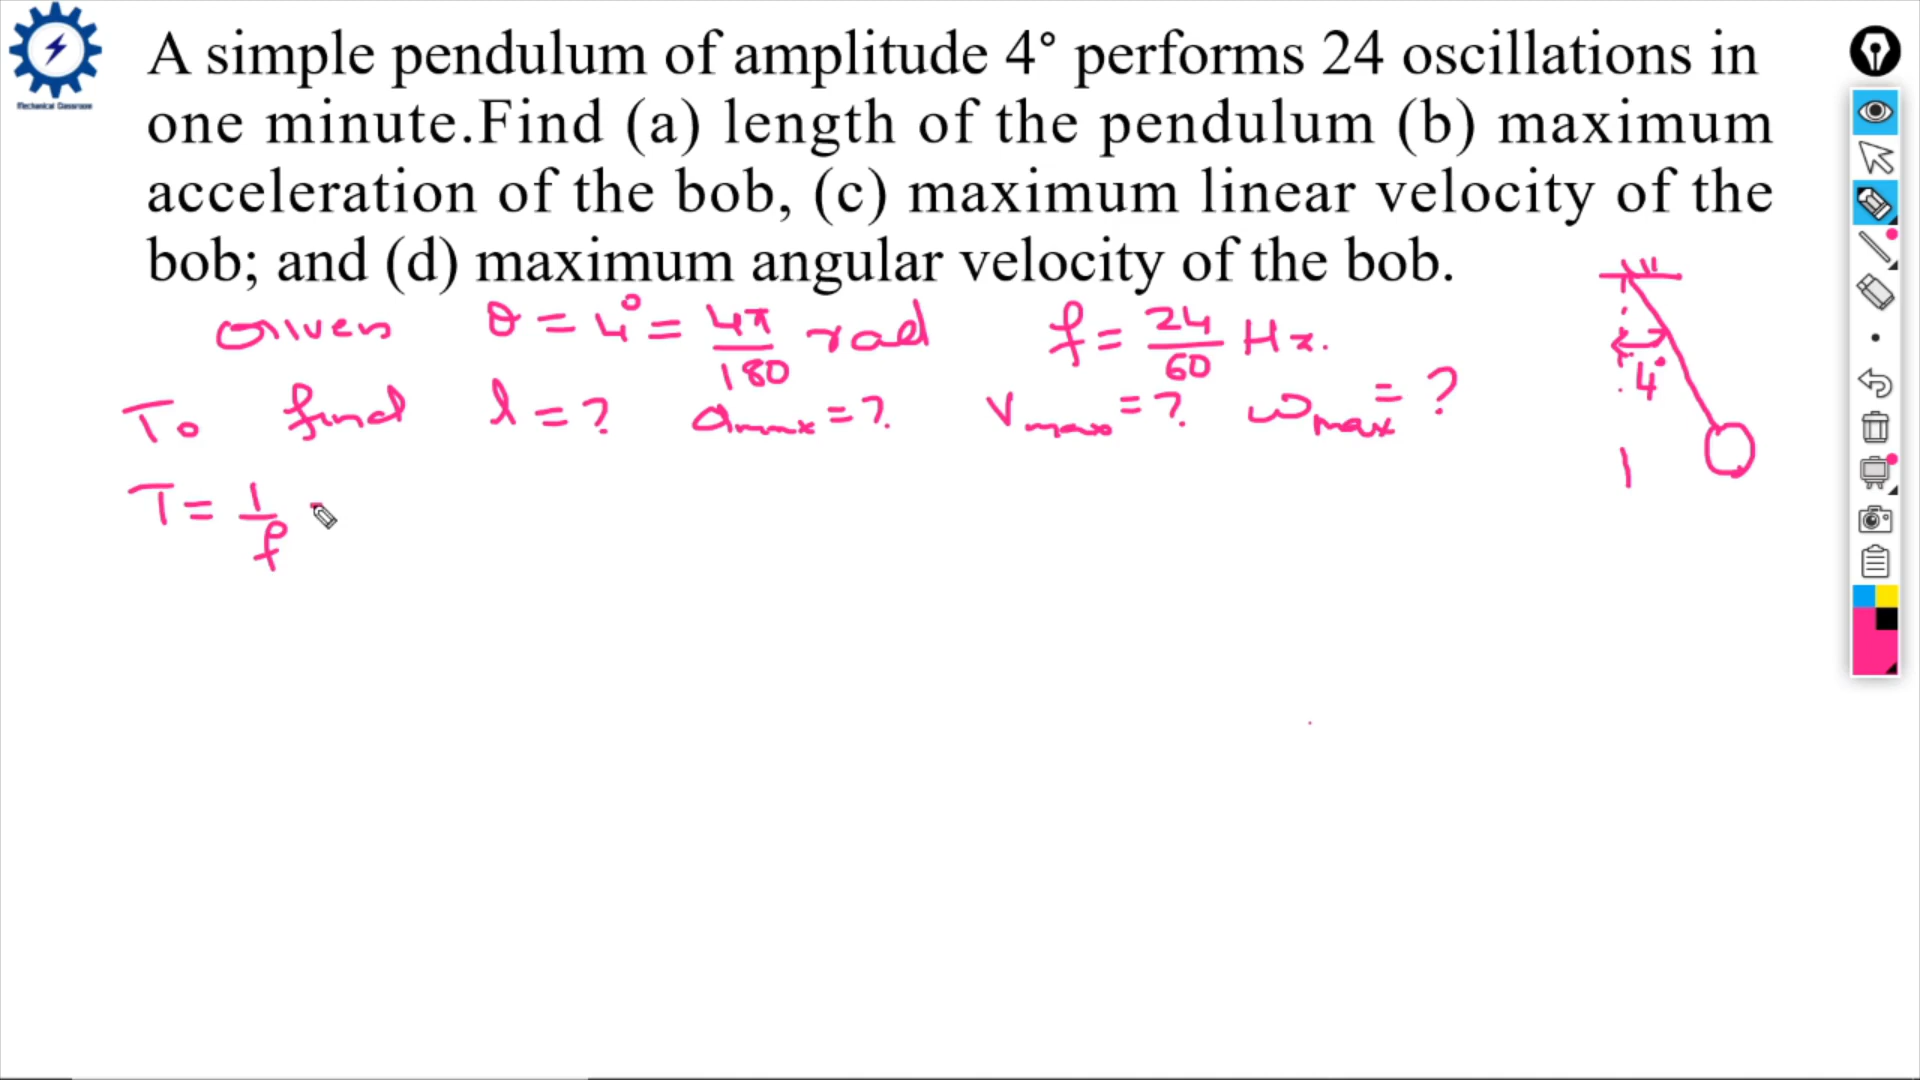 Mechanical Classroom
A simple pendulum of amplitude 4° performs 24 oscillations in
one minute.Find (a) length of the pendulum (b) maximum
acceleration of the bob, (c) maximum linear velocity of the
bob; and (d) maximum angular velocity of the bob.
Given θ = 4° = 4π/180 rad f = 24/60 Hz.
To find l = ? amax = ? Vmax = ? ωmax = ?
4°
T = 1/f